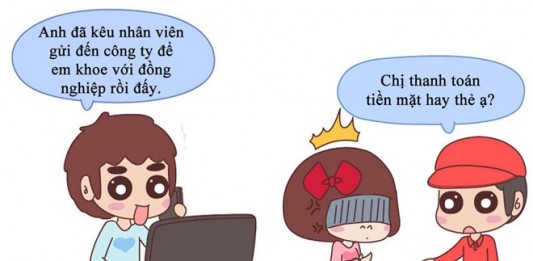 Anh đã kêu nhân viên
gửi đến công ty để
em khoe với đồng
nghiệp rồi đấy.
Chị thanh toán
tiền mặt hay thẻ ạ?